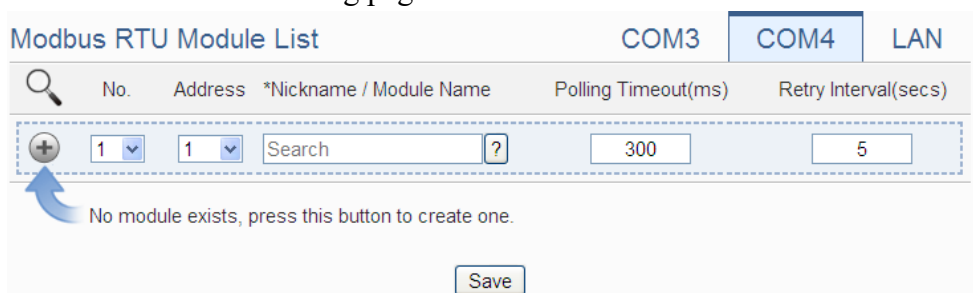 Modbus RTU Module List COM3 COM4 LAN
No. Address *Nickname / Module Name Polling Timeout(ms) Retry Interval(secs)
1 1 Search ? 300 5
No module exists, press this button to create one.
Save